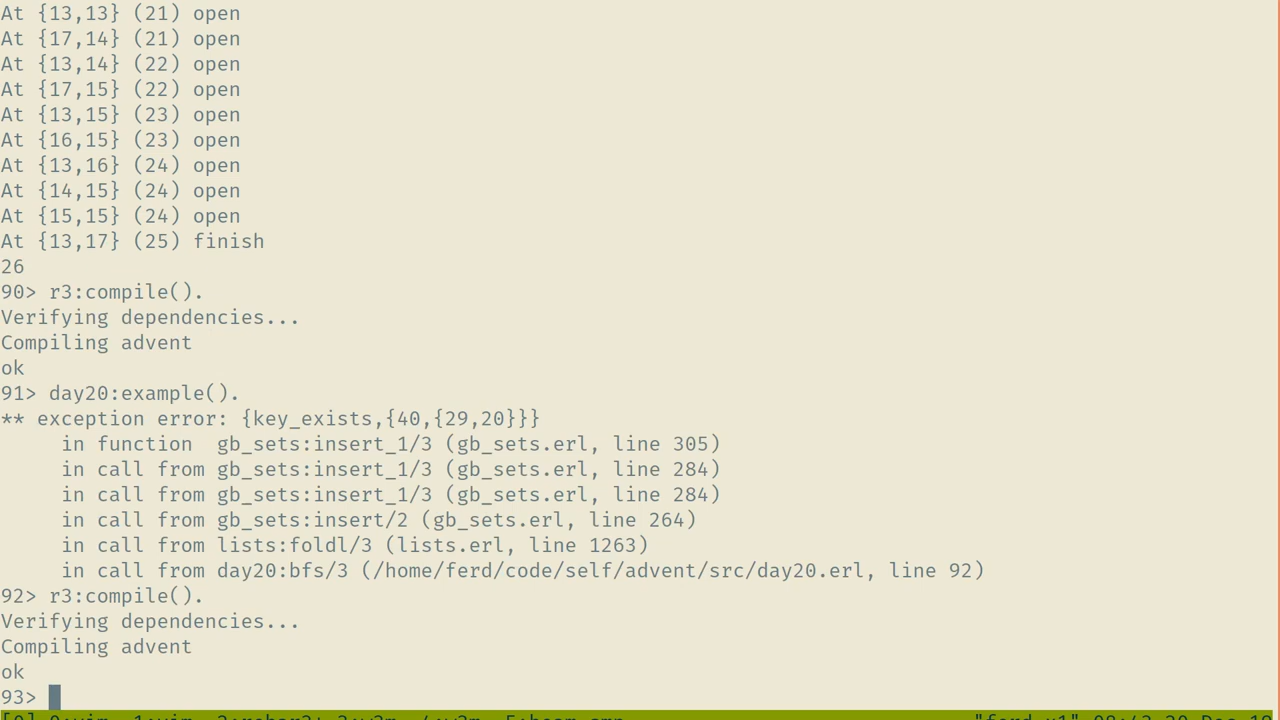 At {13,13} (21) open
At {17,14} (21) open
At {13,14} (22) open
At {17,15} (22) open
At {13,15} (23) open
At {16,15} (23) open
At {13,16} (24) open
At {14,15} (24) open
At {15,15} (24) open
At {13,17} (25) finish
26
90> r3:compile().
Verifying dependencies...
Compiling advent
ok
91> day20:example().
** exception error: {key_exists,{40,{29,20}}}
     in function  gb_sets:insert_1/3 (gb_sets.erl, line 305)
     in call from gb_sets:insert_1/3 (gb_sets.erl, line 284)
     in call from gb_sets:insert_1/3 (gb_sets.erl, line 284)
     in call from gb_sets:insert/2 (gb_sets.erl, line 264)
     in call from lists:foldl/3 (lists.erl, line 1263)
     in call from day20:bfs/3 (/home/ferd/code/self/advent/src/day20.erl, line 92)
92> r3:compile().
Verifying dependencies...
Compiling advent
ok
93>